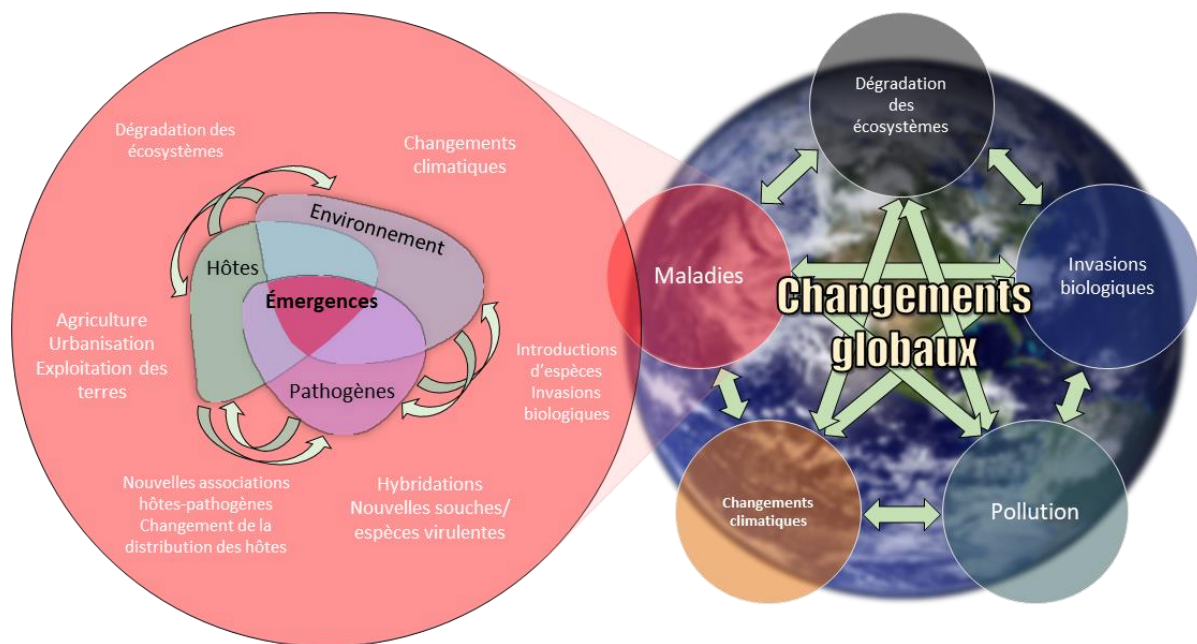 Dégradation des
écosystèmes
Changements
climatiques
Environnement
Hôtes
Émergences
Pathogènes
Agriculture
Urbanisation
Exploitation des
terres
Introductions
d'espèces
Invasions
biologiques
Nouvelles associations
hôtes-pathogènes
Changement de la
distribution des hôtes
Hybridations
Nouvelles souches/
espèces virulentes
Dégradation
des
écosystèmes
Maladies
Invasions
biologiques
Changements
globaux
Changements
climatiques
Pollution